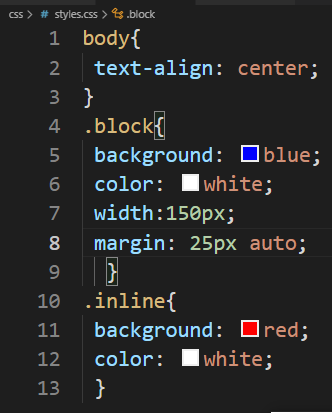 css > # styles.css > .block
1 body{
2  text-align: center;
3 }
4 .block{
5  background: blue;
6  color: white;
7  width:150px;
8  margin: 25px auto;
9   }
10 .inline{
11  background: red;
12  color: white;
13  }